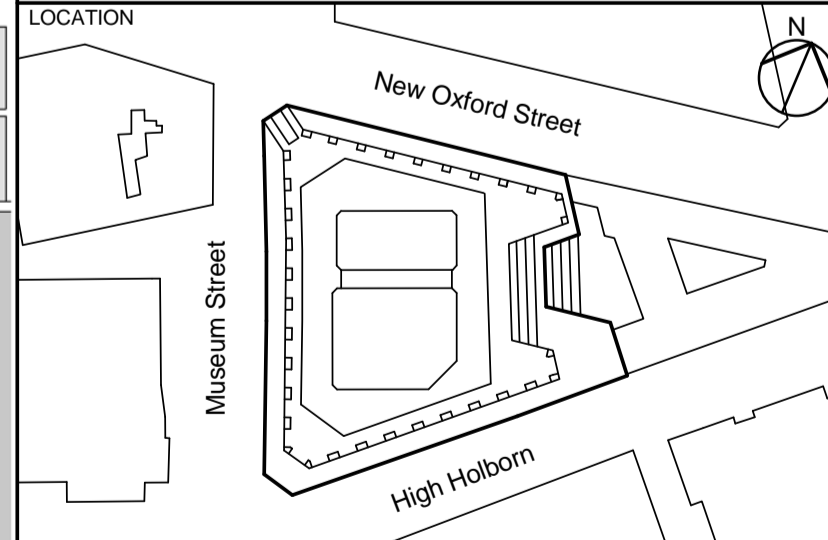 LOCATION
N
New Oxford Street
Museum Street
High Holborn